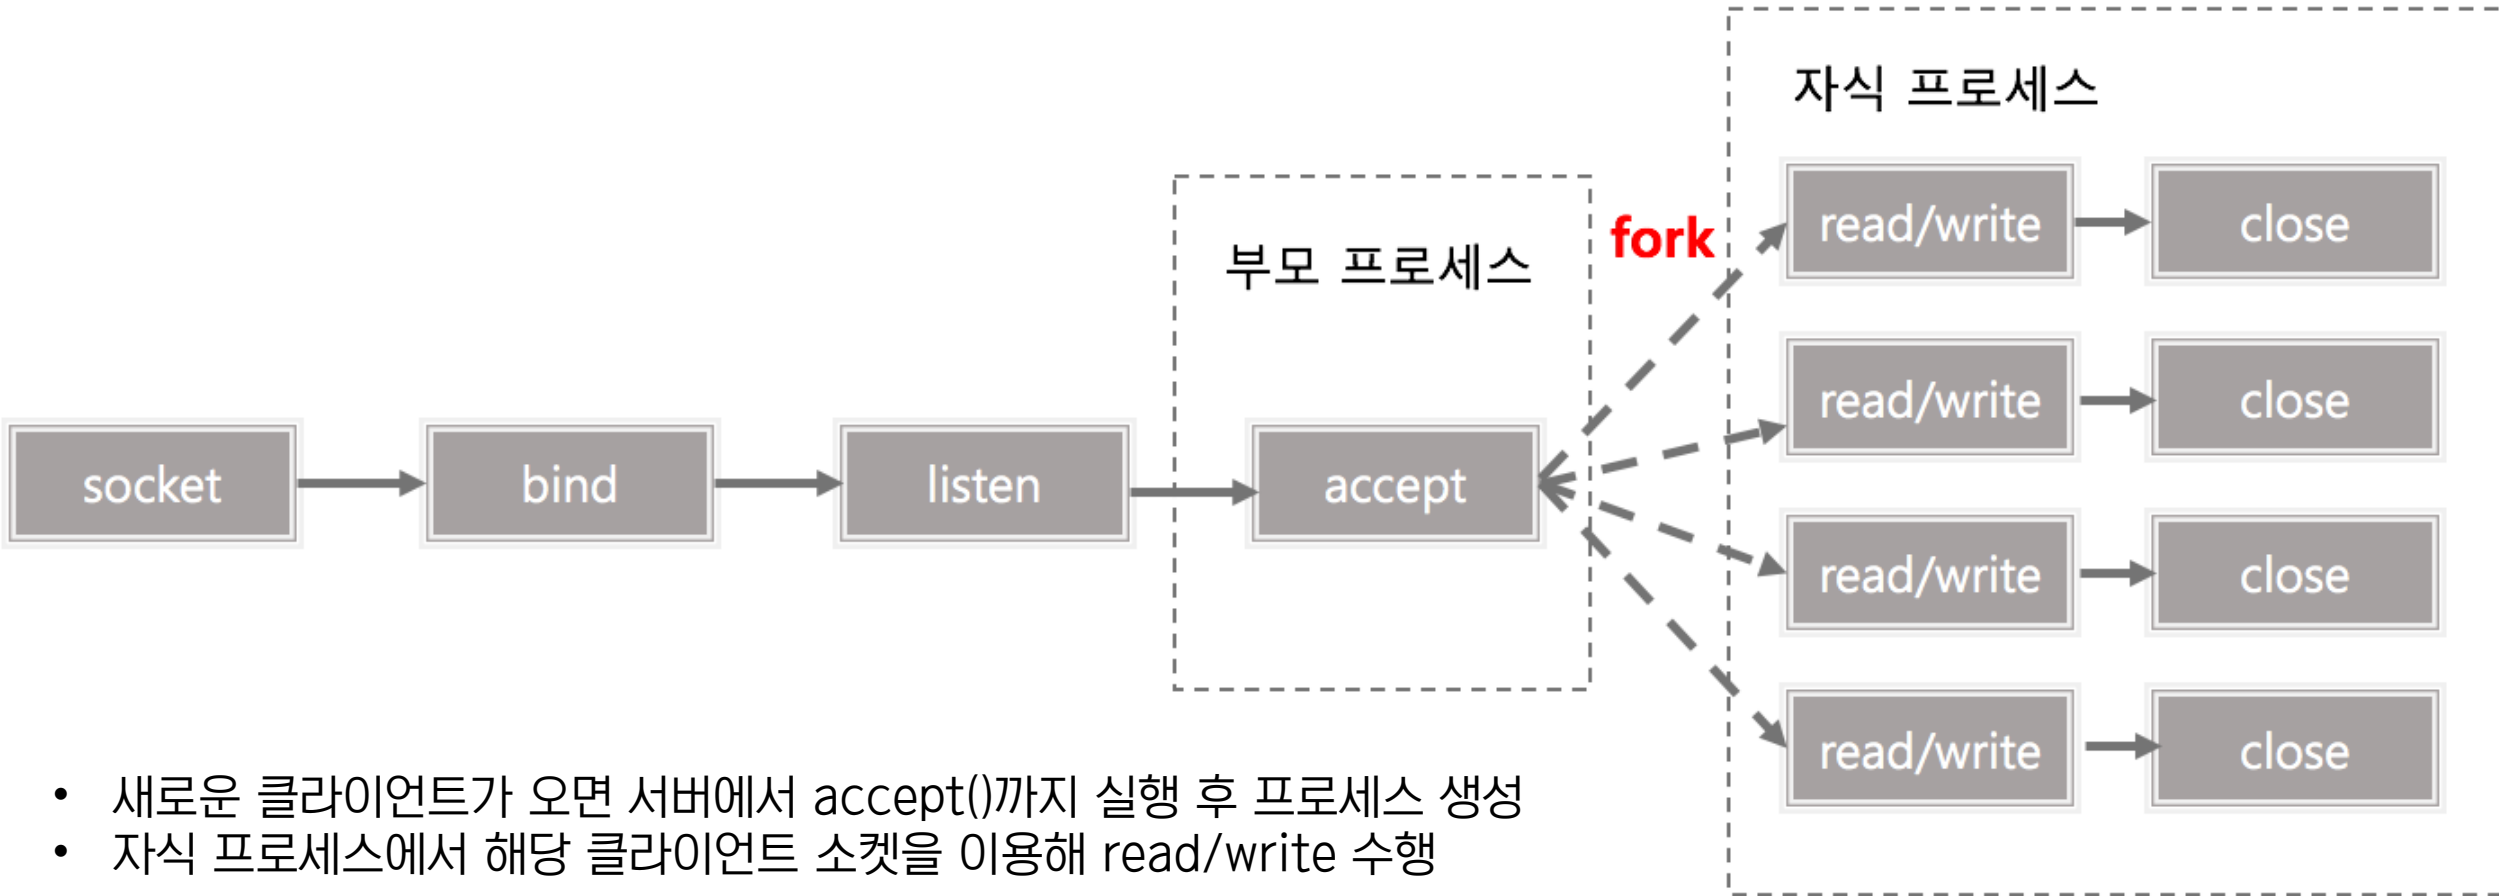 자식 프로세스
부모 프로세스
fork
socket
bind
listen
accept
read/write
close
read/write
close
read/write
close
read/write
close
• 새로운 클라이언트가 오면 서버에서 accept()까지 실행 후 프로세스 생성
• 자식 프로세스에서 해당 클라이언트 소켓을 이용해 read/write 수행